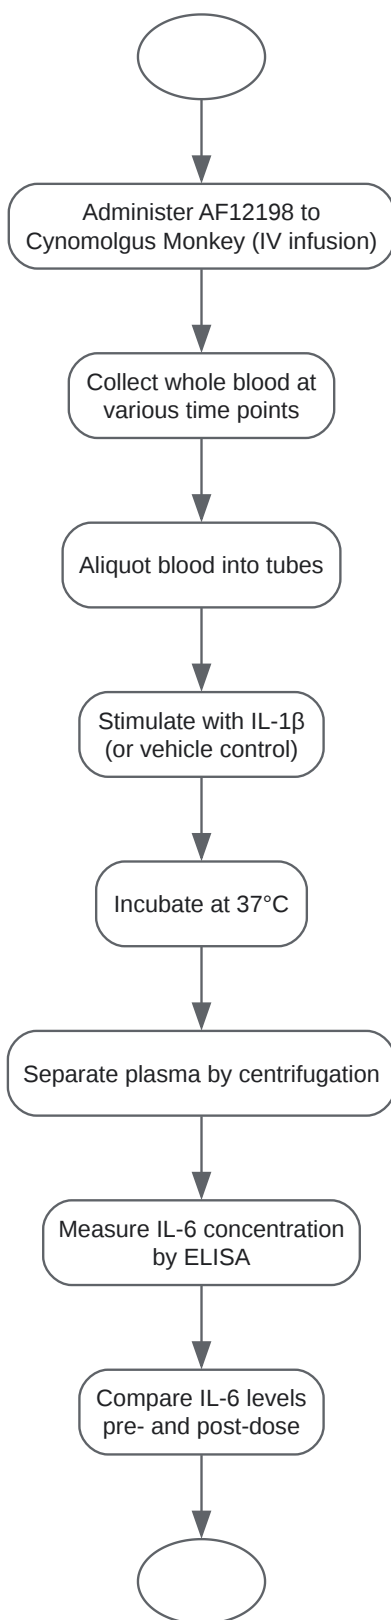 Administer AF12198 to
Cynomolgus Monkey (IV infusion)
Collect whole blood at
various time points
Aliquot blood into tubes
Stimulate with IL-1β
(or vehicle control)
Incubate at 37°C
Separate plasma by centrifugation
Measure IL-6 concentration
by ELISA
Compare IL-6 levels
pre- and post-dose